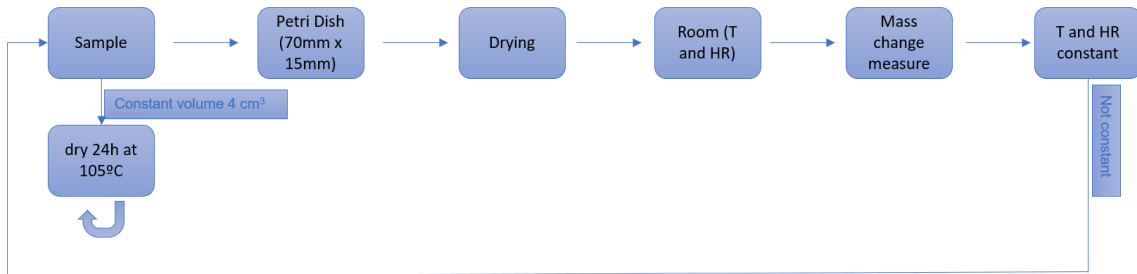 Sample
Petri Dish
(70mm x
15mm)
Drying
Room (T
and HR)
Mass
change
measure
T and HR
constant
Constant volume 4 cm³
Not constant
dry 24h at
105ºC